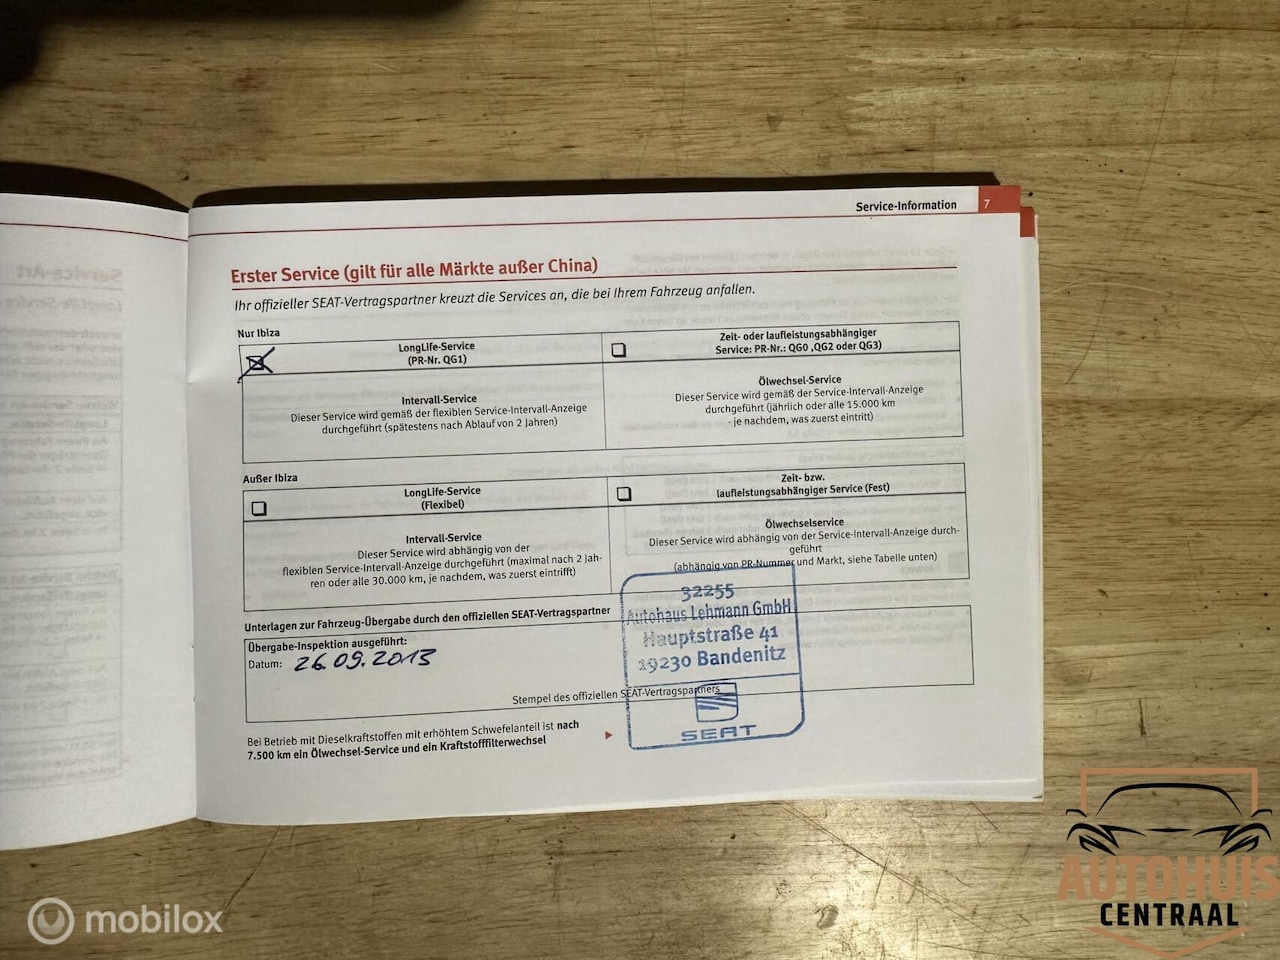 Service-Information
7
Erster Service (gilt für alle Märkte außer China)
Ihr offizieller SEAT-Vertragspartner kreuzt die Services an, die bei Ihrem Fahrzeug anfallen.
Nur Ibiza
LongLife-Service
(PR-Nr. QG1)
Zeit- oder laufleistungsabhängiger
Service: PR-Nr.: QG0 ,QG2 oder QG3)
Intervall-Service
Dieser Service wird gemäß der flexiblen Service-Intervall-Anzeige
durchgeführt (spätestens nach Ablauf von 2 Jahren)
Ölwechsel-Service
Dieser Service wird gemäß der Service-Intervall-Anzeige
durchgeführt (jährlich oder alle 15.000 km
- je nachdem, was zuerst eintritt)
Außer Ibiza
LongLife-Service
(Flexibel)
Zeit- bzw.
laufleistungsabhängiger Service (Fest)
Intervall-Service
Dieser Service wird abhängig von der
flexiblen Service-Intervall-Anzeige durchgeführt (maximal nach 2 Jah-
ren oder alle 30.000 km, je nachdem, was zuerst eintrifft)
Ölwechselservice
Dieser Service wird abhängig von der Service-Intervall-Anzeige durch-
geführt
(abhängig von PR-Nummer und Markt, siehe Tabelle unten)
Unterlagen zur Fahrzeug-Übergabe durch den offiziellen SEAT-Vertragspartner
Übergabe-Inspektion ausgeführt:
Datum: 26.09.2013
32255
Autohaus Lehmann GmbH
Hauptstraße 41
19230 Bandenitz
SEAT
Stempel des offiziellen SEAT-Vertragspartners
Bei Betrieb mit Dieselkraftstoffen mit erhöhtem Schwefelanteil ist nach
7.500 km ein Ölwechsel-Service und ein Kraftstofffilterwechsel
mobilox
AUTOHUIS
CENTRAAL